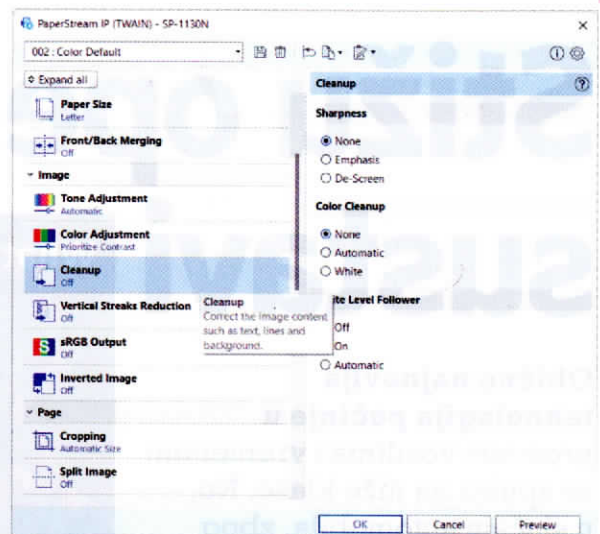 PaperStream IP (TWAIN) - SP-1130N
002 : Color Default
Expand all
Paper Size
Letter
Front/Back Merging
Off
Image
Tone Adjustment
Automatic
Color Adjustment
Prioritize Contrast
Cleanup
Off
Vertical Streaks Reduction
Off
sRGB Output
Off
Inverted Image
Off
Page
Cropping
Automatic Size
Split Image
Off
Cleanup
Correct the image content
such as text, lines and
background.
Cleanup
Sharpness
None
Emphasis
De-Screen
Color Cleanup
None
Automatic
White
te Level Follower
Off
On
Automatic
OK
Cancel
Preview